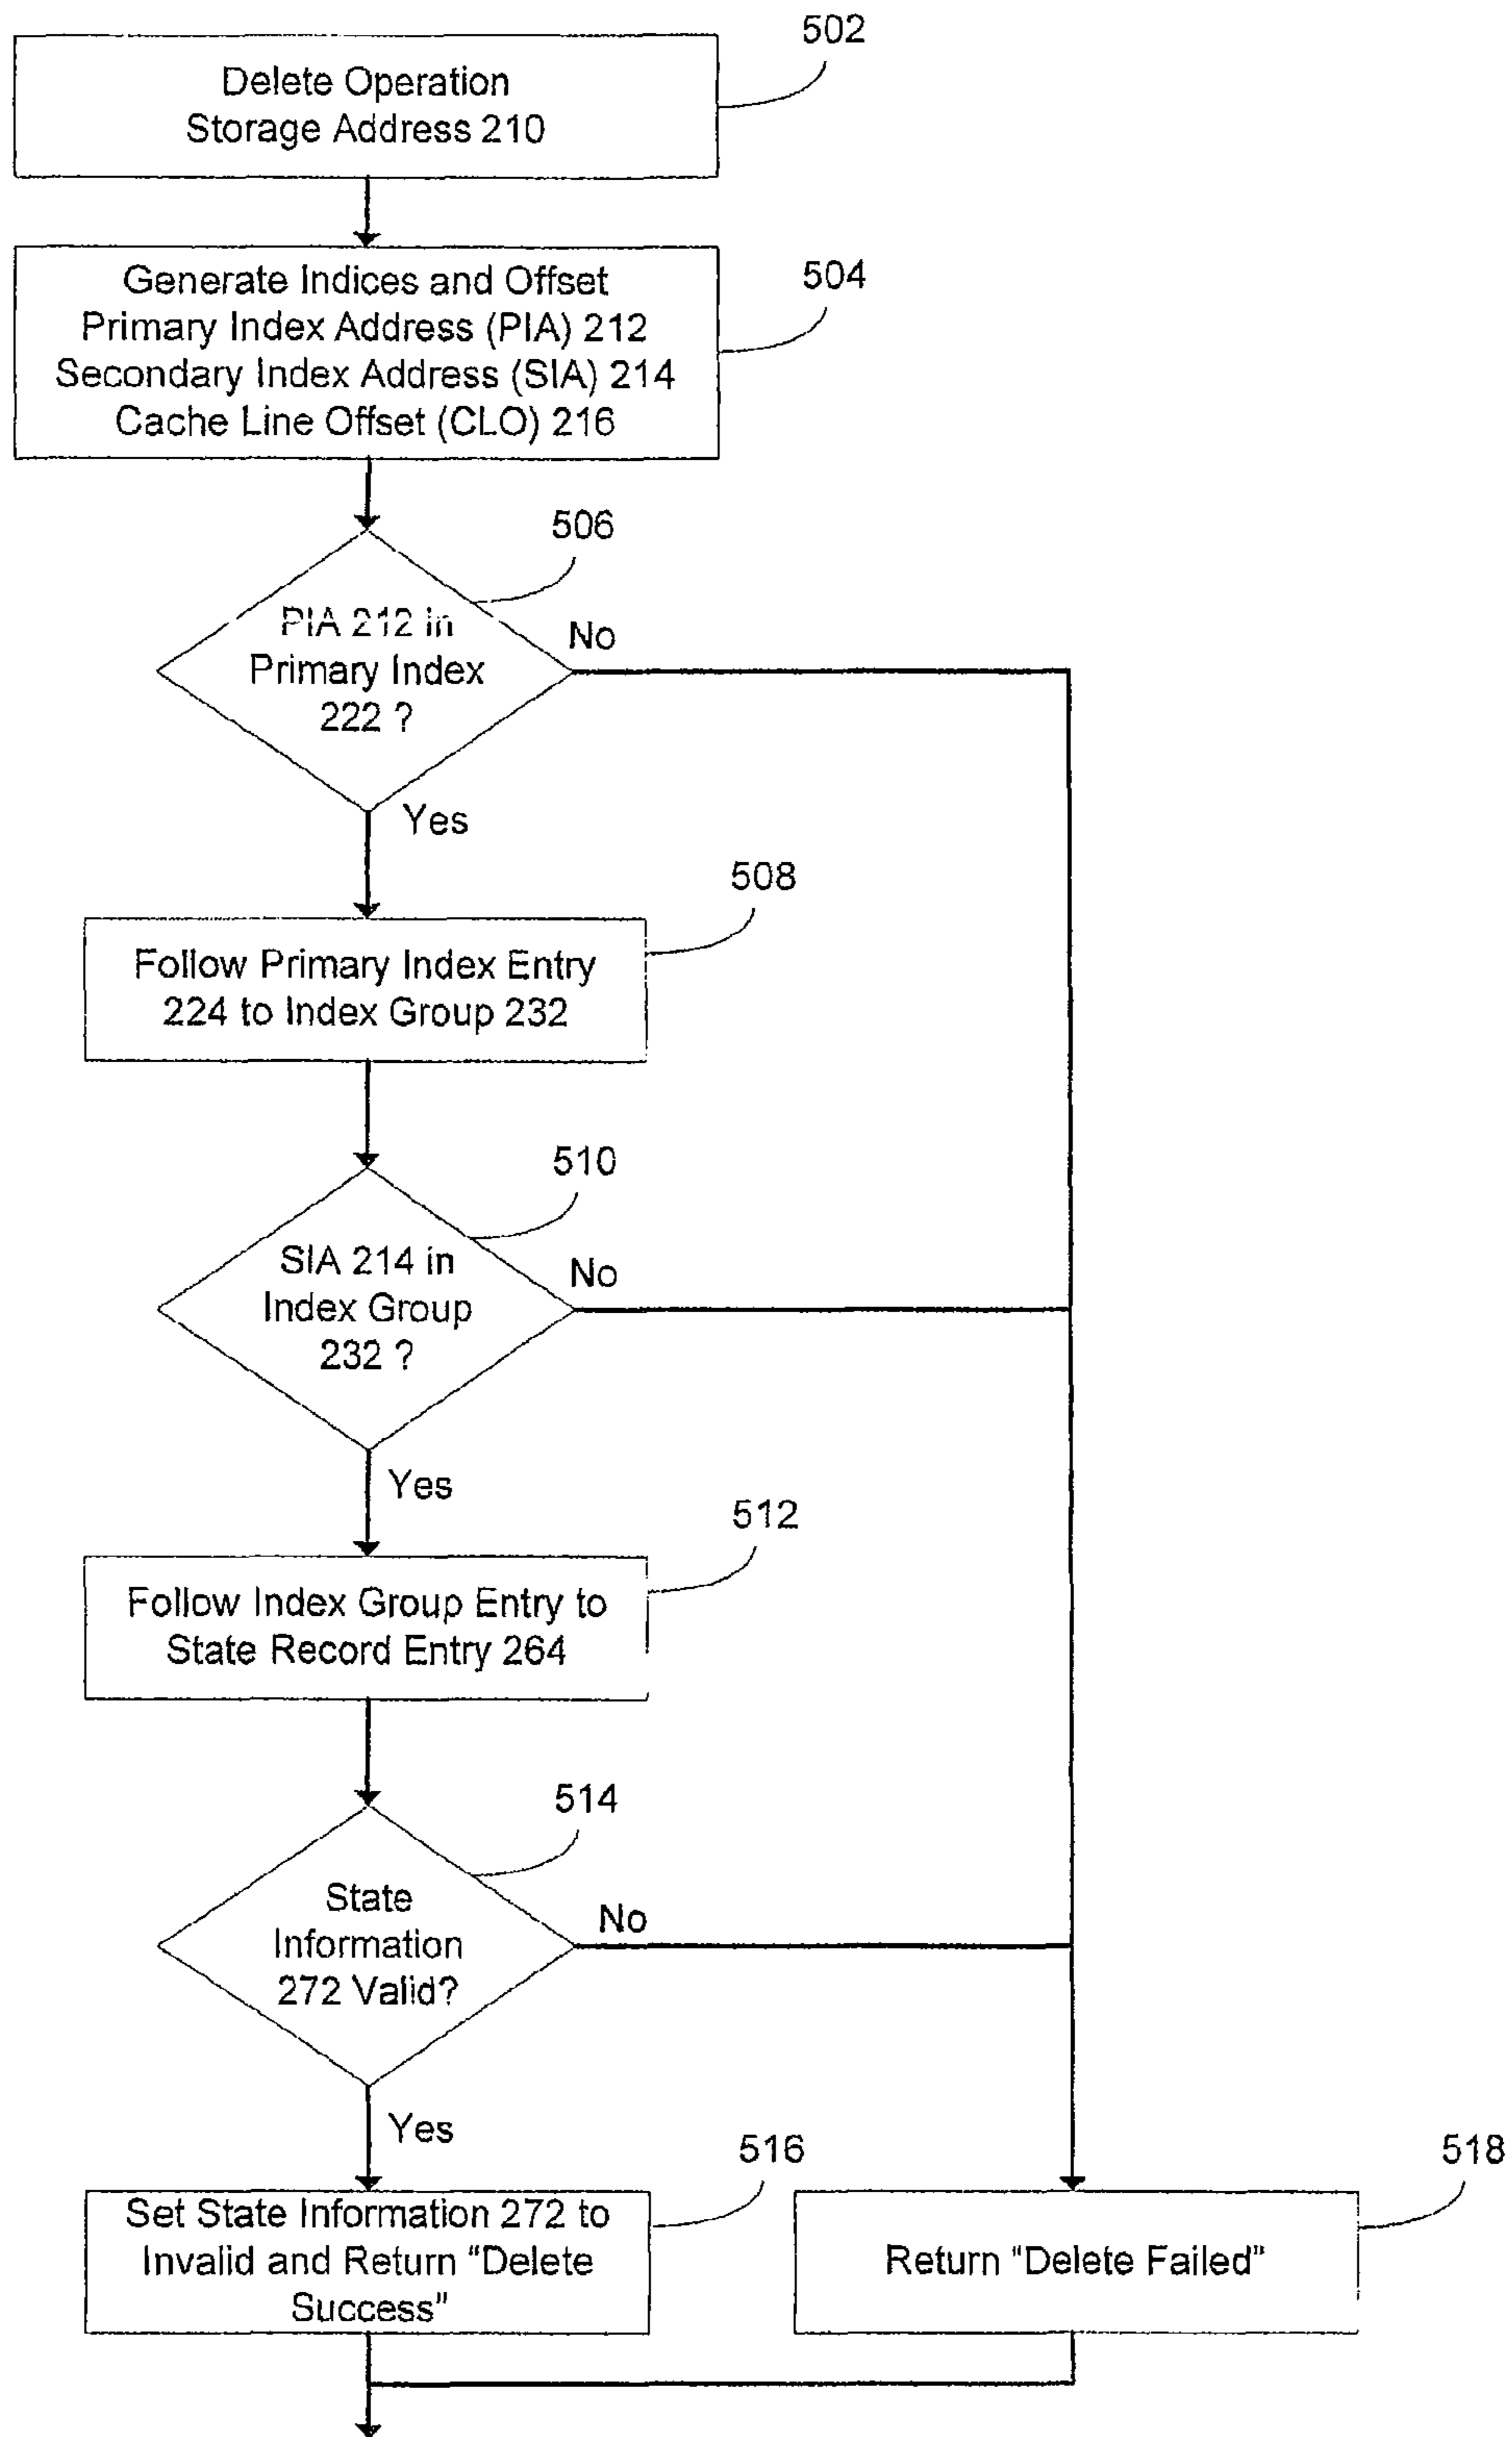 502
Delete Operation
Storage Address 210
504
Generate Indices and Offset
Primary Index Address (PIA) 212
Secondary Index Address (SIA) 214
Cache Line Offset (CLO) 216
506
PIA 212 in
Primary Index
222 ?
No
Yes
508
Follow Primary Index Entry
224 to Index Group 232
510
SIA 214 in
Index Group
232 ?
No
Yes
512
Follow Index Group Entry to
State Record Entry 264
514
State
Information
272 Valid?
No
Yes
516
Set State Information 272 to
Invalid and Return “Delete
Success”
518
Return “Delete Failed”